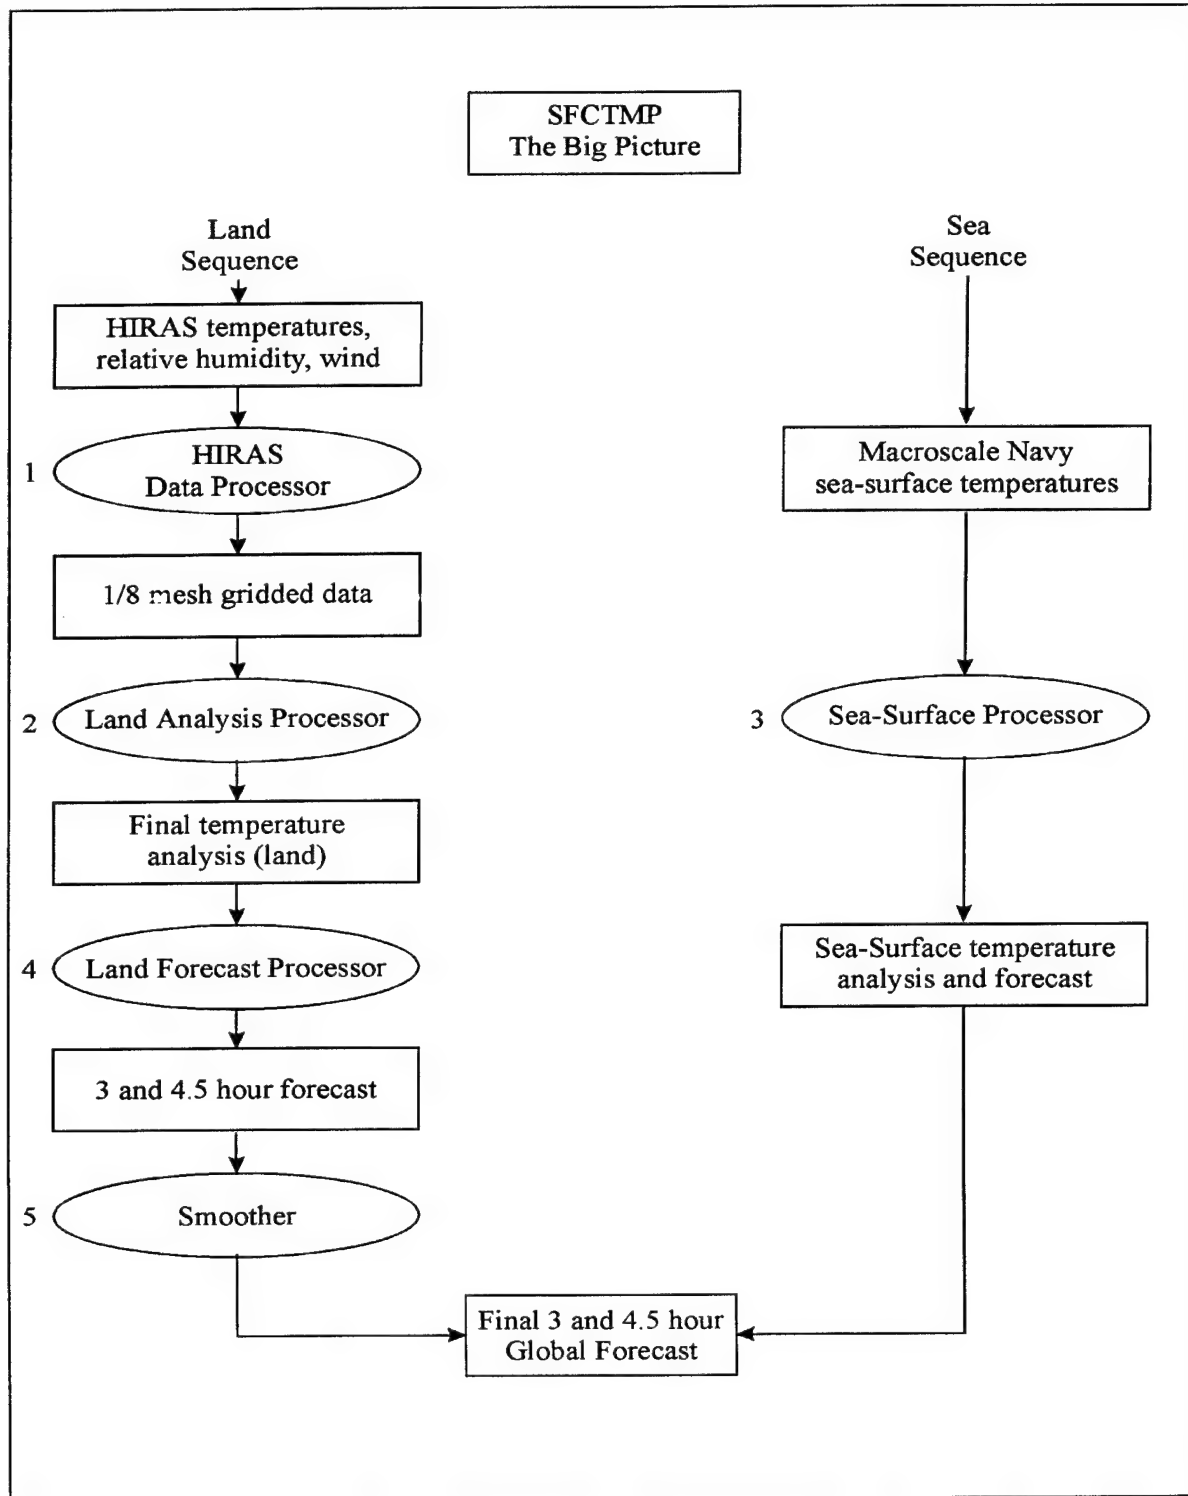 SFCTMP
The Big Picture
Land
Sequence
HIRAS temperatures,
relative humidity, wind
1
HIRAS
Data Processor
1/8 mesh gridded data
2
Land Analysis Processor
Final temperature
analysis (land)
4
Land Forecast Processor
3 and 4.5 hour forecast
5
Smoother
Sea
Sequence
Macroscale Navy
sea-surface temperatures
3
Sea-Surface Processor
Sea-Surface temperature
analysis and forecast
Final 3 and 4.5 hour
Global Forecast